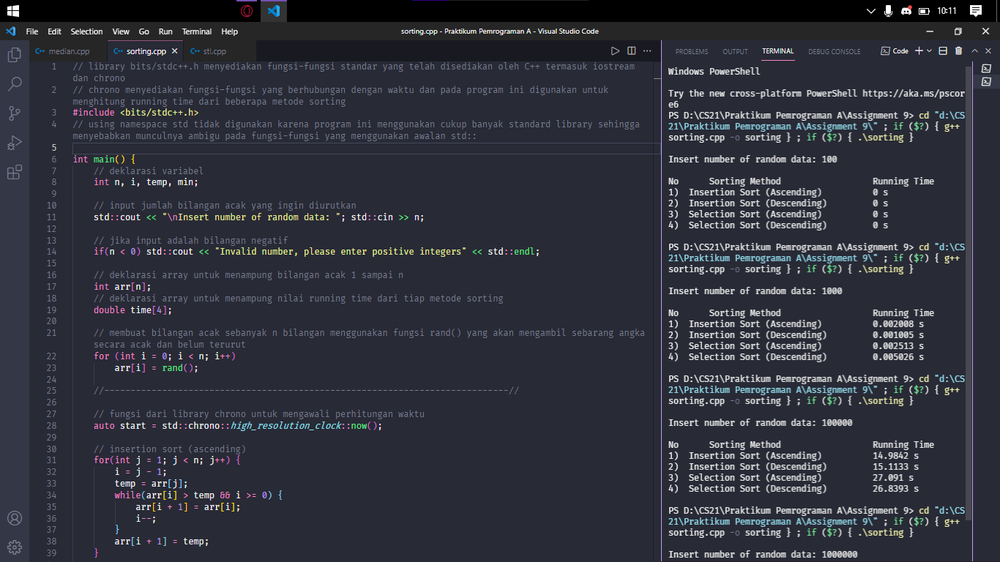 10:11
File Edit Selection View Go Run Terminal Help
sorting.cpp - Praktikum Pemrograman A - Visual Studio Code
C++ median.cpp
C++ sorting.cpp
C++ stl.cpp
1 // library bits/stdc++.h menyediakan fungsi-fungsi standar yang telah disediakan oleh C++ termasuk iostream
dan chrono
2 // chrono menyediakan fungsi-fungsi yang berhubungan dengan waktu dan pada program ini digunakan untuk
menghitung running time dari beberapa metode sorting
3 #include <bits/stdc++.h>
4 // using namespace std tidak digunakan karena program ini menggunakan cukup banyak standard library sehingga
menyebabkan munculnya ambigu pada fungsi-fungsi yang menggunakan awalan std::
5
6 int main() {
7 // deklarasi variabel
8 int n, i, temp, min;
9
10 // input jumlah bilangan acak yang ingin diurutkan
11 std::cout << "\nInsert number of random data: "; std::cin >> n;
12
13 // jika input adalah bilangan negatif
14 if(n < 0) std::cout << "Invalid number, please enter positive integers" << std::endl;
15
16 // deklarasi array untuk menampung bilangan acak 1 sampai n
17 int arr[n];
18 // deklarasi array untuk menampung nilai running time dari tiap metode sorting
19 double time[4];
20
21 // membuat bilangan acak sebanyak n bilangan menggunakan fungsi rand() yang akan mengambil sebarang angka
secara acak dan belum terurut
22 for (int i = 0; i < n; i++)
23 arr[i] = rand();
24
25 //-----------------------------------------------------------------------------//
26
27 // fungsi dari library chrono untuk mengawali perhitungan waktu
28 auto start = std::chrono::high_resolution_clock::now();
29
30 // insertion sort (ascending)
31 for(int j = 1; j < n; j++) {
32 i = j - 1;
33 temp = arr[j];
34 while(arr[i] > temp && i >= 0) {
35 arr[i + 1] = arr[i];
36 i--;
37 }
38 arr[i + 1] = temp;
39 }
PROBLEMS OUTPUT TERMINAL DEBUG CONSOLE Code
Windows PowerShell
Try the new cross-platform PowerShell https://aka.ms/pscor
e6
PS D:\CS21\Praktikum Pemrograman A\Assignment 9> cd "d:\CS
21\Praktikum Pemrograman A\Assignment 9\" ; if ($?) { g++
sorting.cpp -o sorting } ; if ($?) { .\sorting }
Insert number of random data: 100
No Sorting Method Running Time
1) Insertion Sort (Ascending) 0 s
2) Insertion Sort (Descending) 0 s
3) Selection Sort (Ascending) 0 s
4) Selection Sort (Descending) 0 s
PS D:\CS21\Praktikum Pemrograman A\Assignment 9> cd "d:\CS
21\Praktikum Pemrograman A\Assignment 9\" ; if ($?) { g++
sorting.cpp -o sorting } ; if ($?) { .\sorting }
Insert number of random data: 1000
No Sorting Method Running Time
1) Insertion Sort (Ascending) 0.002008 s
2) Insertion Sort (Descending) 0.001005 s
3) Selection Sort (Ascending) 0.002513 s
4) Selection Sort (Descending) 0.005026 s
PS D:\CS21\Praktikum Pemrograman A\Assignment 9> cd "d:\CS
21\Praktikum Pemrograman A\Assignment 9\" ; if ($?) { g++
sorting.cpp -o sorting } ; if ($?) { .\sorting }
Insert number of random data: 100000
No Sorting Method Running Time
1) Insertion Sort (Ascending) 14.9842 s
2) Insertion Sort (Descending) 15.1133 s
3) Selection Sort (Ascending) 27.091 s
4) Selection Sort (Descending) 26.8393 s
PS D:\CS21\Praktikum Pemrograman A\Assignment 9> cd "d:\CS
21\Praktikum Pemrograman A\Assignment 9\" ; if ($?) { g++
sorting.cpp -o sorting } ; if ($?) { .\sorting }
Insert number of random data: 1000000